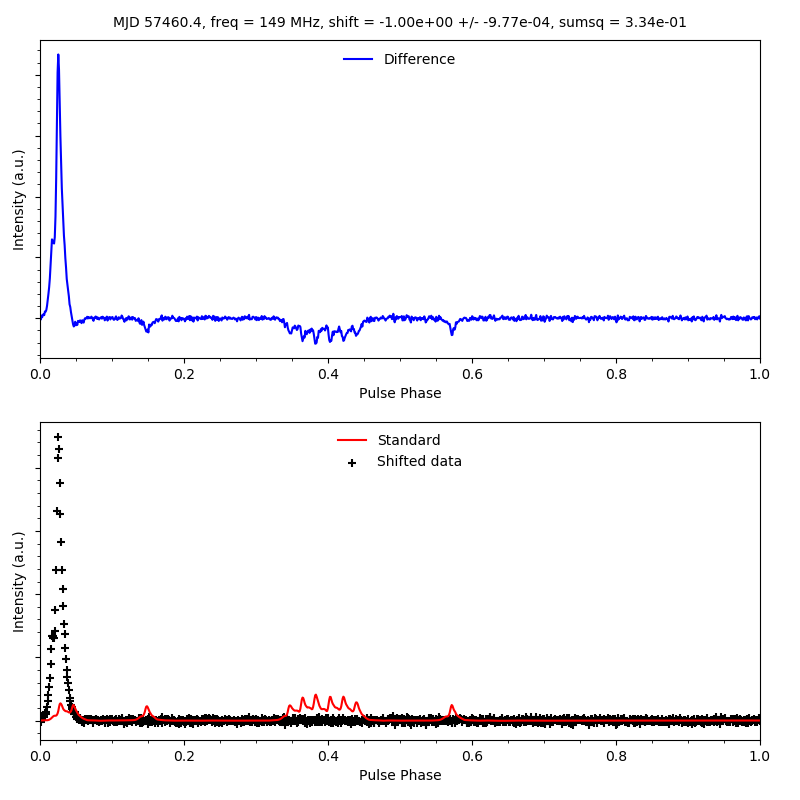 MJD 57460.4, freq = 149 MHz, shift = -1.00e+00 +/- -9.77e-04, sumsq = 3.34e-01
Difference
Intensity (a.u.)
0.0 0.2 0.4 0.6 0.8 1.0
Pulse Phase
Standard
Shifted data
Intensity (a.u.)
0.0 0.2 0.4 0.6 0.8 1.0
Pulse Phase